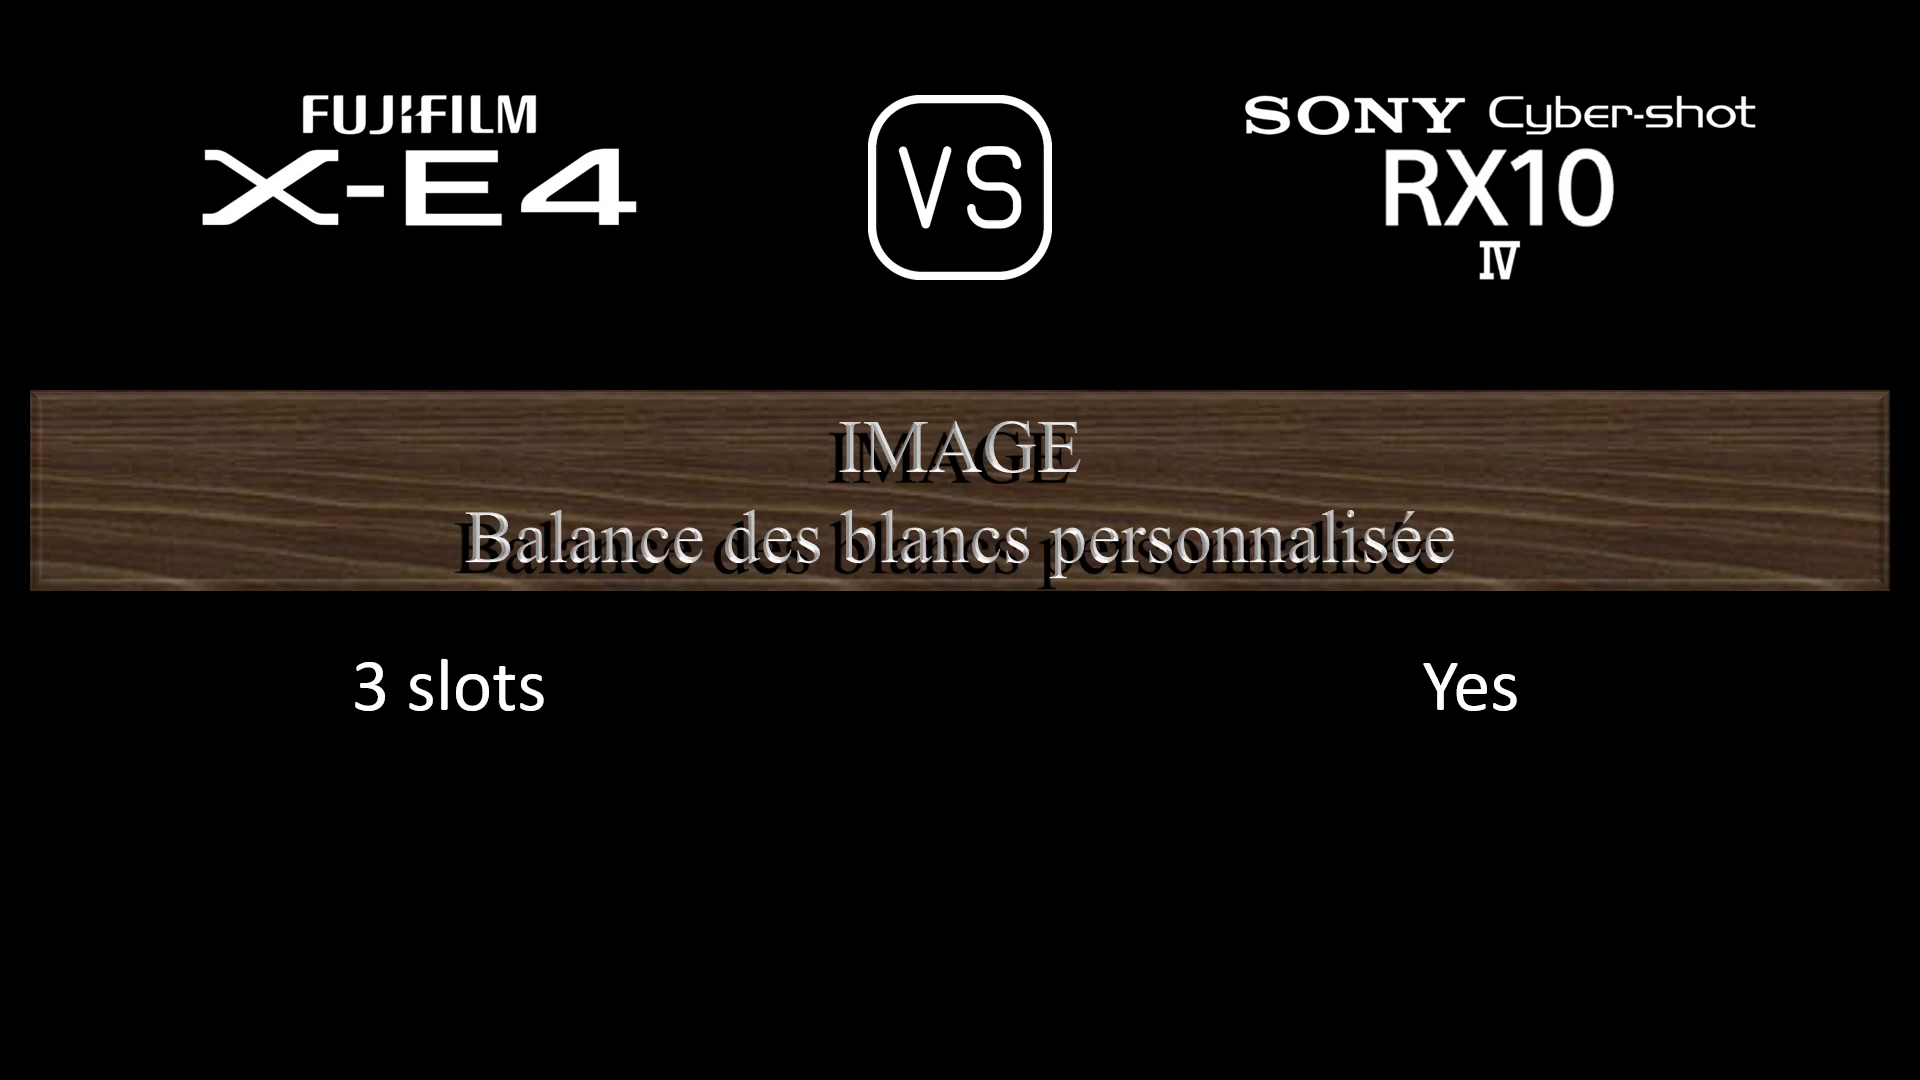 FUJIFILM
X-E4
VS
SONY Cyber-shot
RX10
IV
IMAGE
Balance des blancs personnalisée
3 slots
Yes